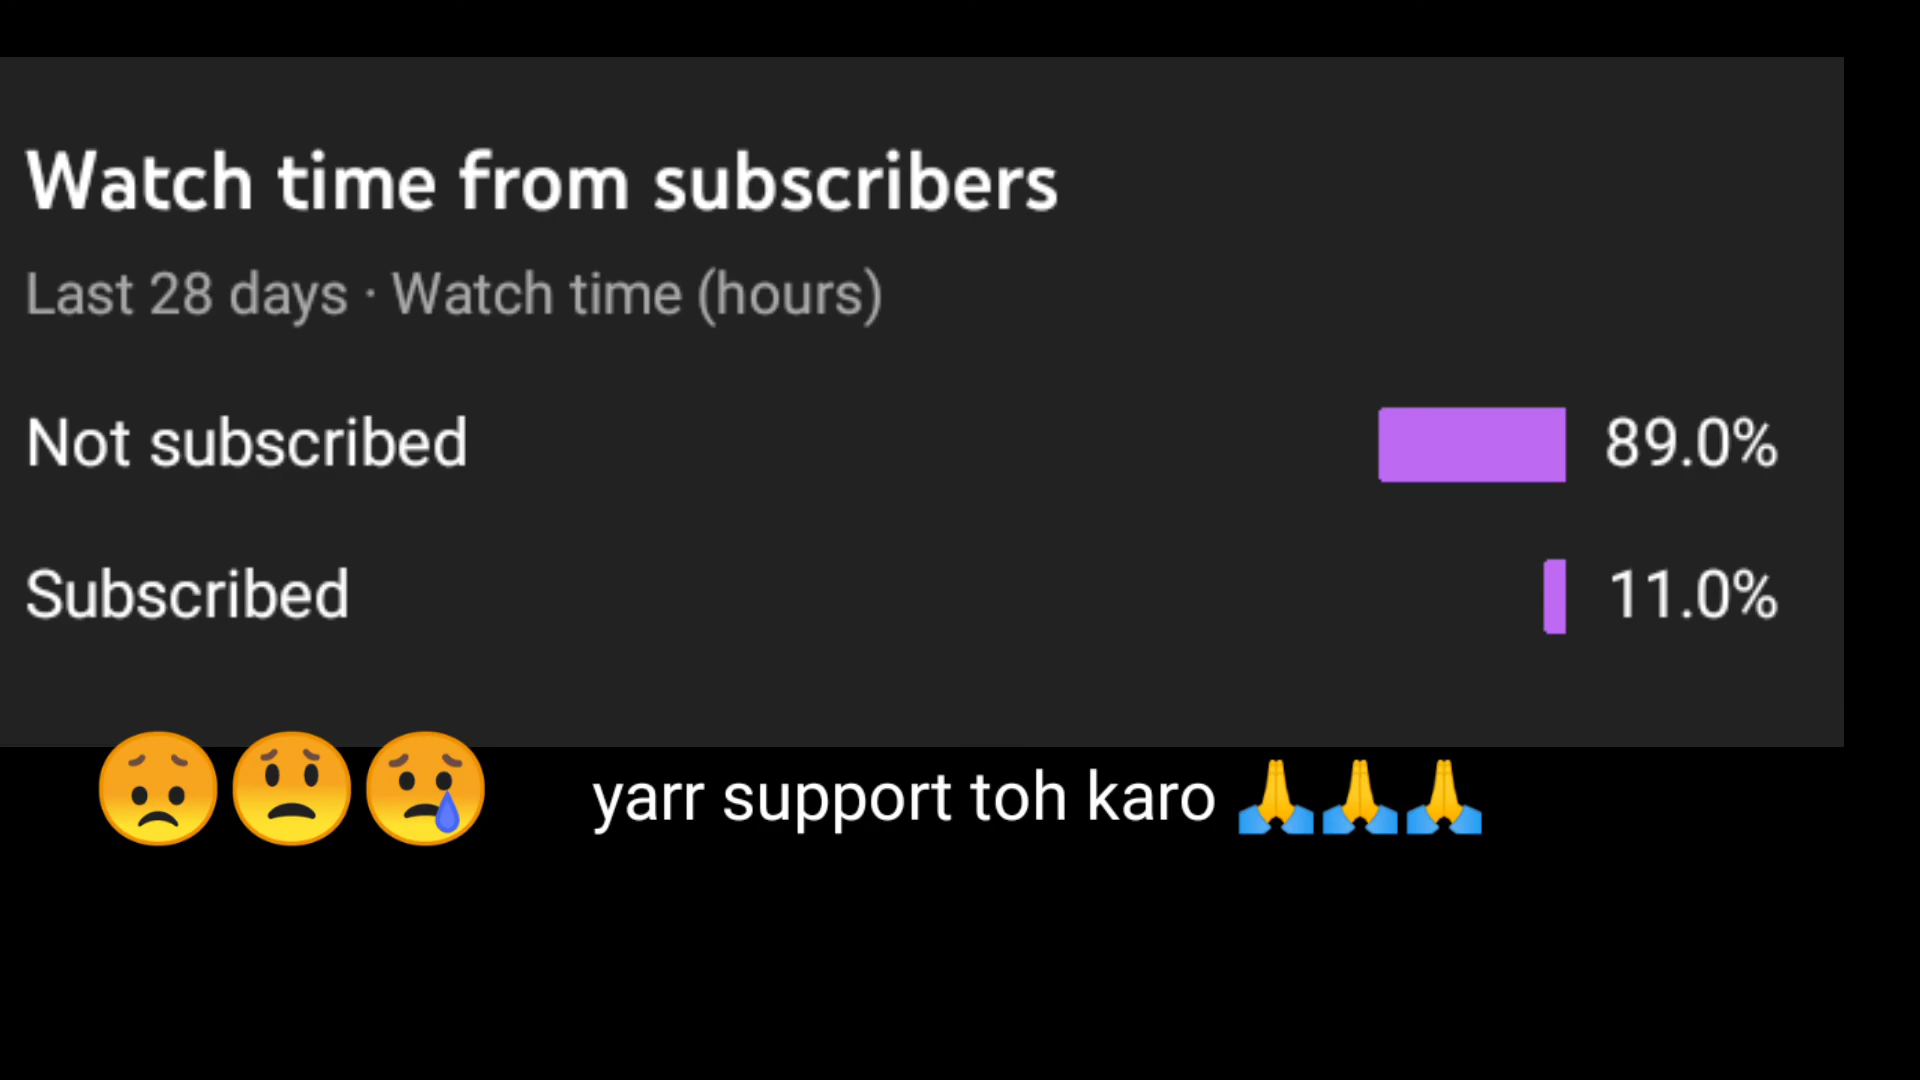 Watch time from subscribers
Last 28 days · Watch time (hours)
Not subscribed 89.0%
Subscribed 11.0%
😞😟😢 yarr support toh karo 🙏🙏🙏